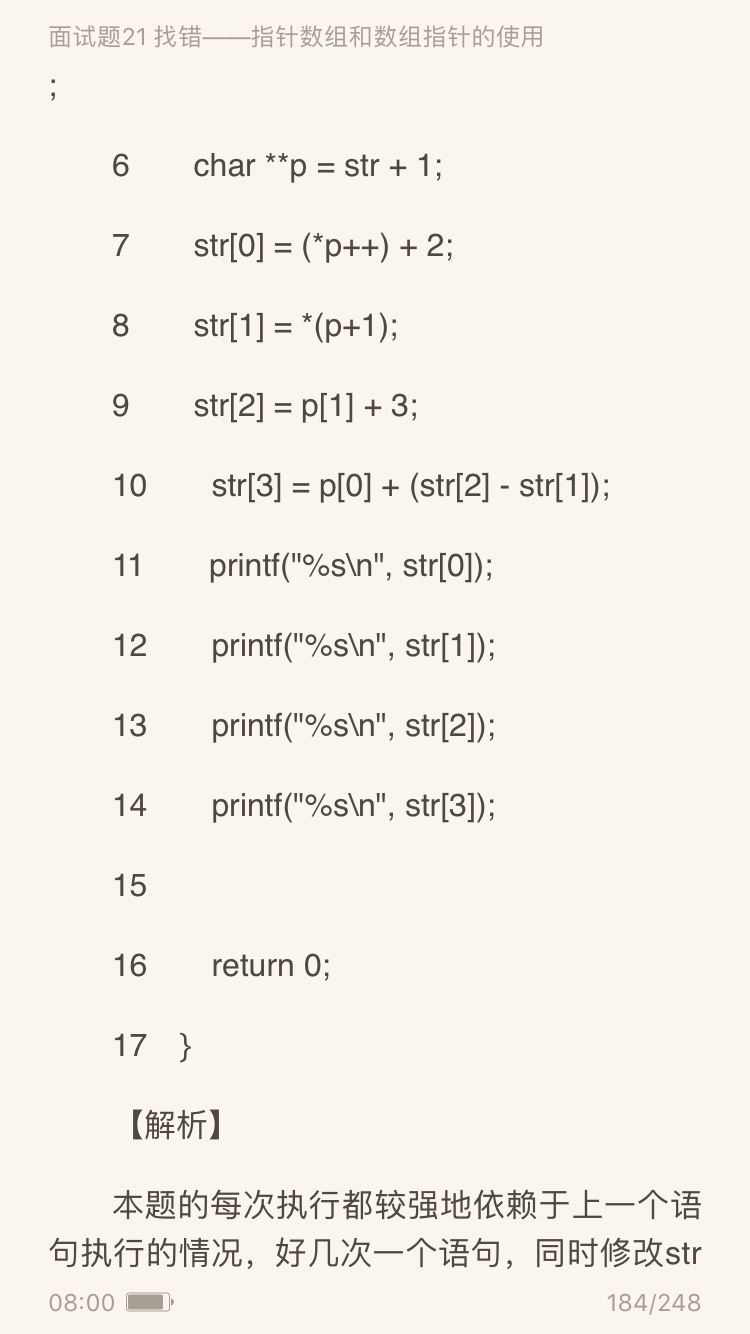 面试题21 找错——指针数组和数组指针的使用
;
6 char **p = str + 1;
7 str[0] = (*p++) + 2;
8 str[1] = *(p+1);
9 str[2] = p[1] + 3;
10 str[3] = p[0] + (str[2] - str[1]);
11 printf("%s\n", str[0]);
12 printf("%s\n", str[1]);
13 printf("%s\n", str[2]);
14 printf("%s\n", str[3]);
15
16 return 0;
17 }
【解析】
本题的每次执行都较强地依赖于上一个语
句执行的情况，好几次一个语句，同时修改str
08:00 184/248